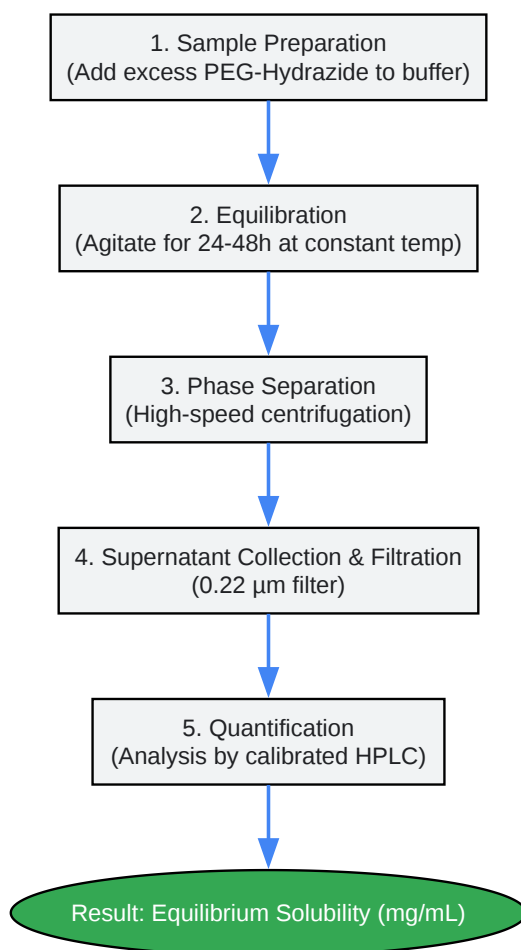 1. Sample Preparation
(Add excess PEG-Hydrazide to buffer)
2. Equilibration
(Agitate for 24-48h at constant temp)
3. Phase Separation
(High-speed centrifugation)
4. Supernatant Collection & Filtration
(0.22 µm filter)
5. Quantification
(Analysis by calibrated HPLC)
Result: Equilibrium Solubility (mg/mL)